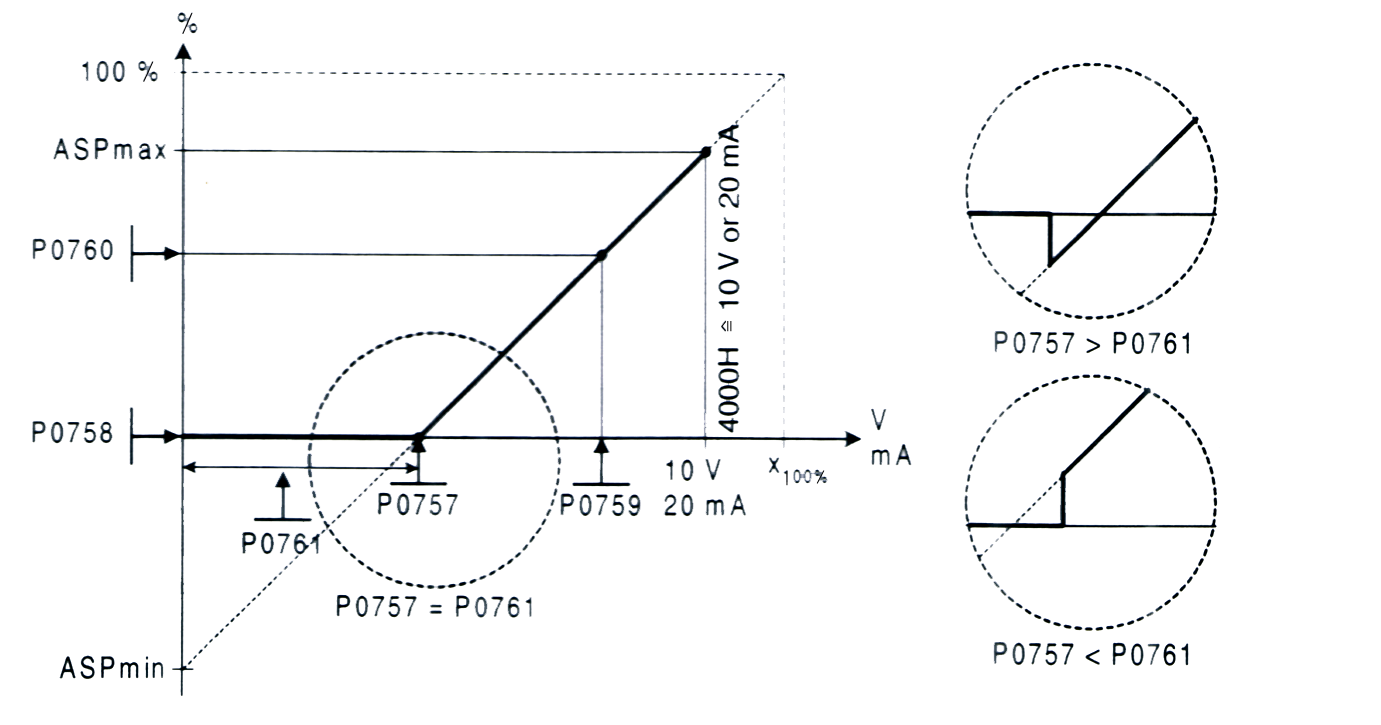 %
100 %
ASPmax
P0760
P0758
ASPmin
P0761
P0757
P0759
10 V
20 mA
x100%
V
mA
4000H ≙ 10 V or 20 mA
P0757 = P0761
P0757 > P0761
P0757 < P0761